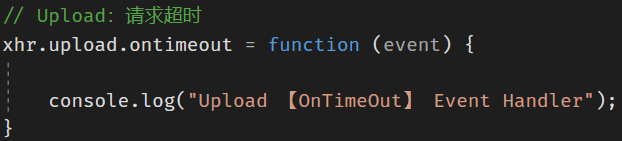 // Upload：请求超时
xhr.upload.ontimeout = function (event) {
console.log("Upload 【OnTimeOut】 Event Handler");
}